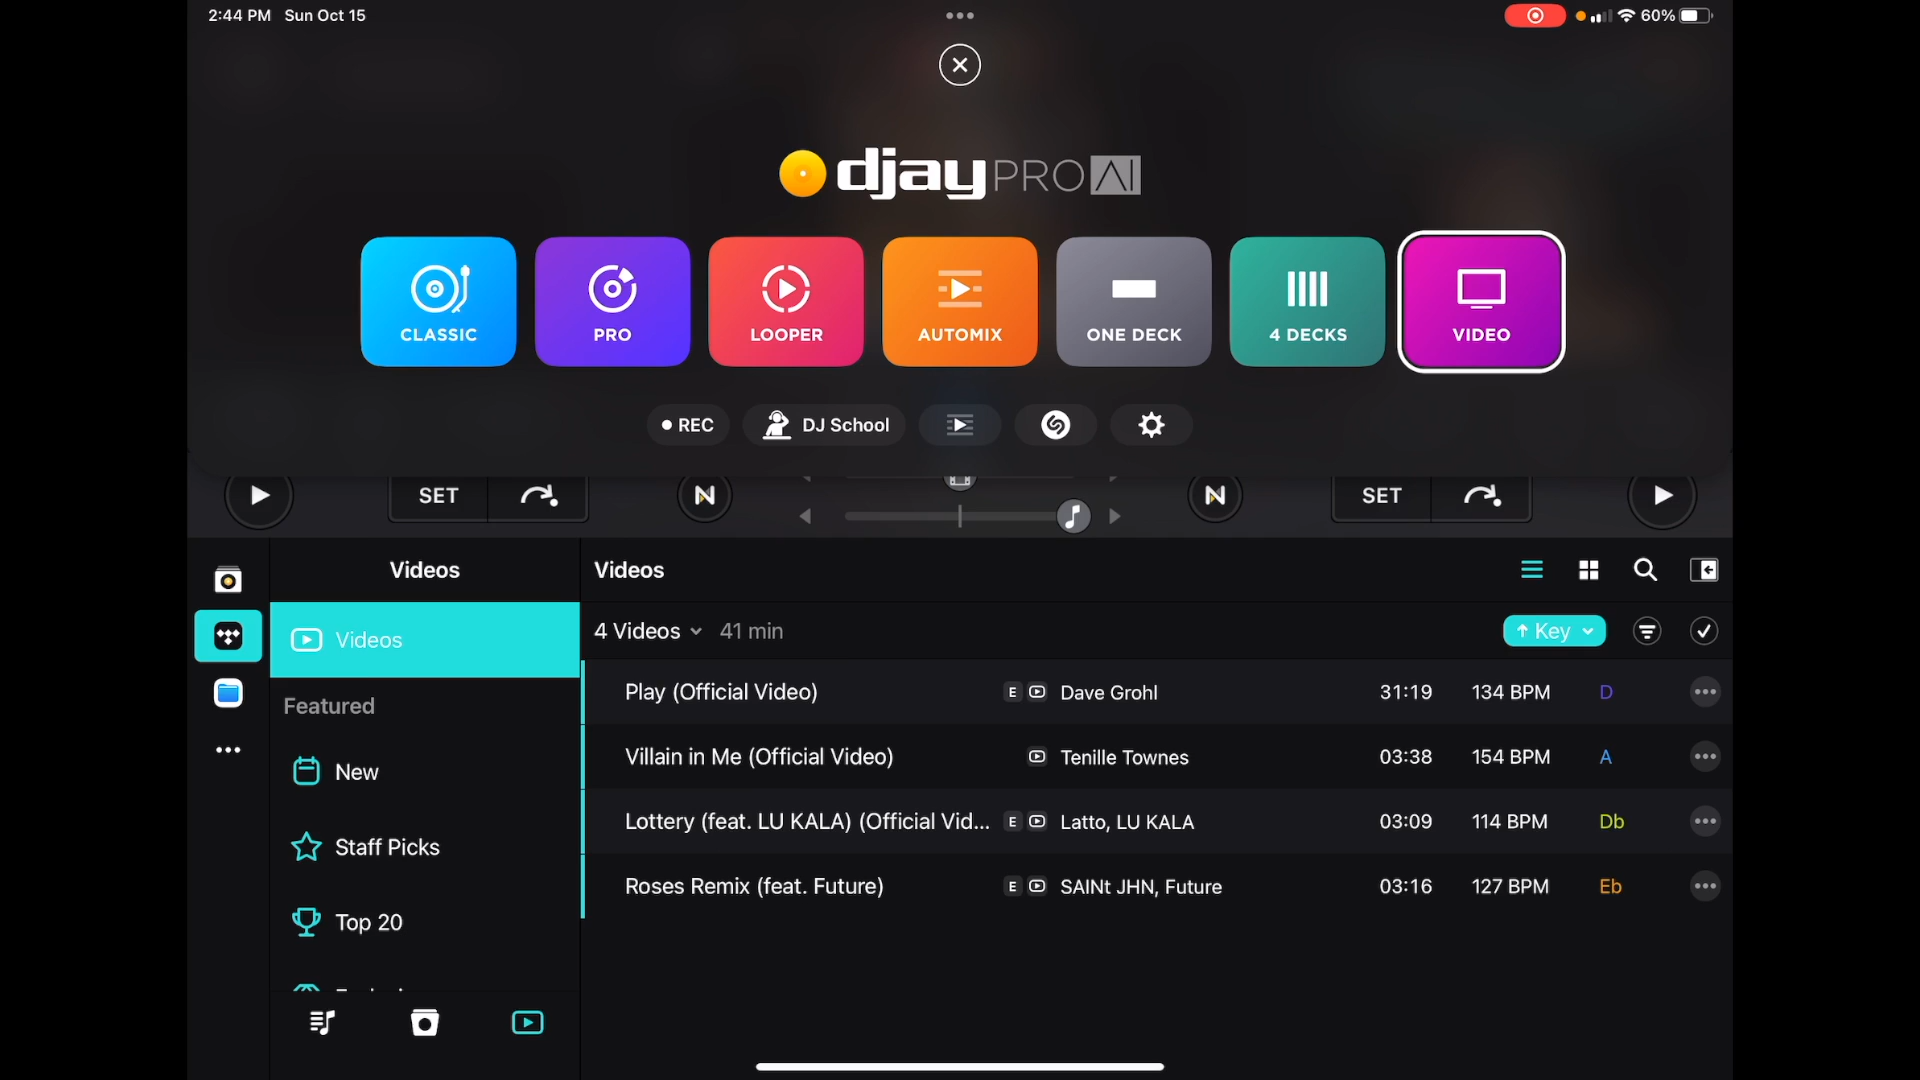 2:44 PM Sun Oct 15
60%
djay PRO AI
CLASSIC
PRO
LOOPER
AUTOMIX
ONE DECK
4 DECKS
VIDEO
REC
DJ School
SET
N
N
SET
Videos
Videos
Videos
Featured
New
Staff Picks
Top 20
4 Videos 41 min
Key
Play (Official Video) E Dave Grohl 31:19 134 BPM D
Villain in Me (Official Video) Tenille Townes 03:38 154 BPM A
Lottery (feat. LU KALA) (Official Vid... E Latto, LU KALA 03:09 114 BPM Db
Roses Remix (feat. Future) E SAINt JHN, Future 03:16 127 BPM Eb